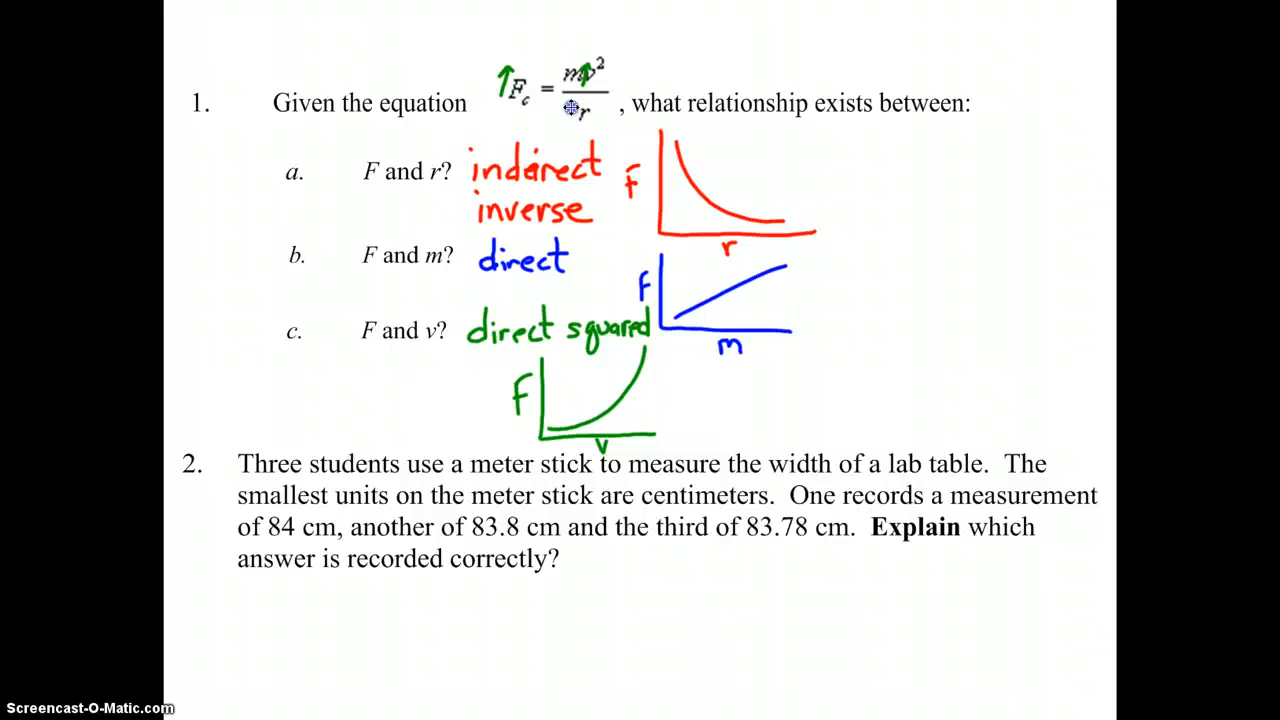 1. Given the equation ↑F_c = mv²/r , what relationship exists between:
a. F and r? indirect
inverse
F
r
b. F and m? direct
F
m
c. F and v? direct squared
F
v
2. Three students use a meter stick to measure the width of a lab table. The
smallest units on the meter stick are centimeters. One records a measurement
of 84 cm, another of 83.8 cm and the third of 83.78 cm. Explain which
answer is recorded correctly?
Screencast-O-Matic.com